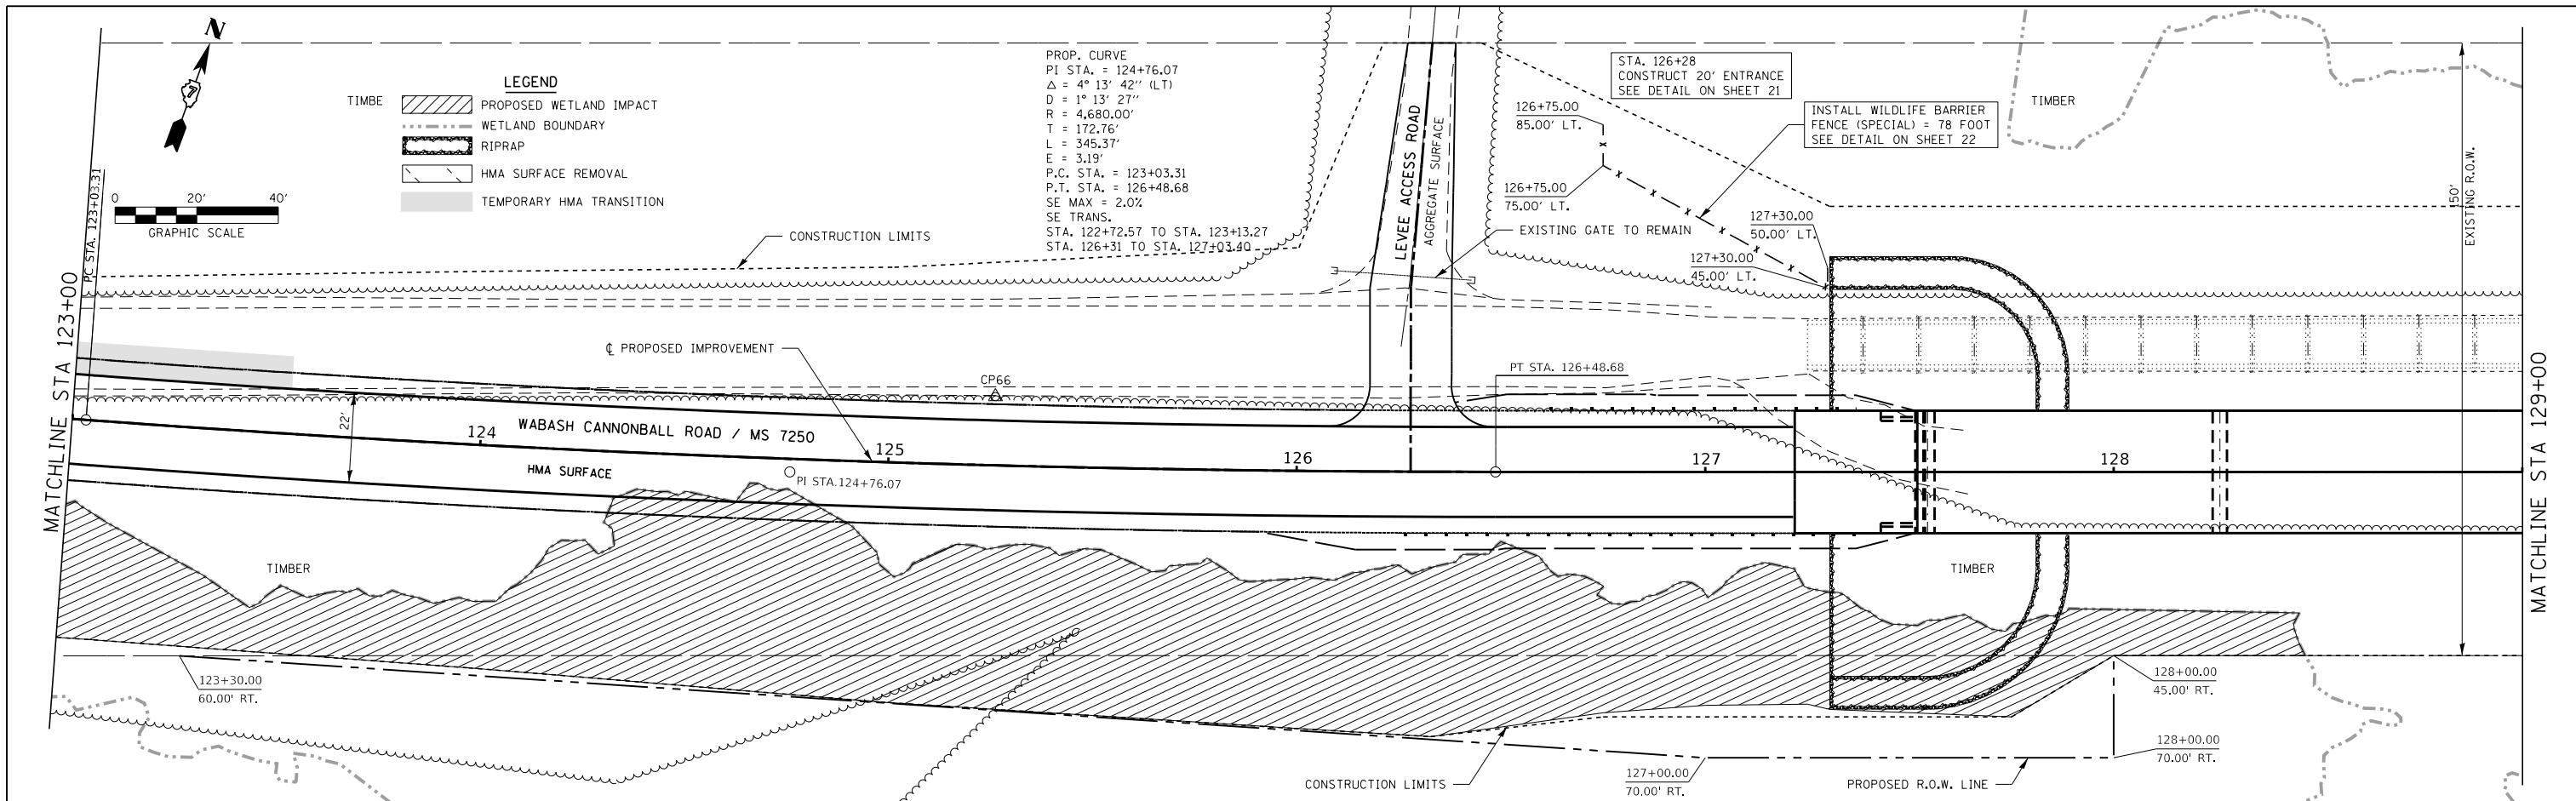 N
7
LEGEND
TIMBE
PROPOSED WETLAND IMPACT
WETLAND BOUNDARY
RIPRAP
HMA SURFACE REMOVAL
TEMPORARY HMA TRANSITION
0 20' 40'
GRAPHIC SCALE
PROP. CURVE
PI STA. = 124+76.07
Δ = 4° 13' 42'' (LT)
D = 1° 13' 27''
R = 4,680.00'
T = 172.76'
L = 345.37'
E = 3.19'
P.C. STA. = 123+03.31
P.T. STA. = 126+48.68
SE MAX = 2.0%
SE TRANS.
STA. 122+72.57 TO STA. 123+13.27
STA. 126+31 TO STA. 127+03.40
STA. 126+28
CONSTRUCT 20' ENTRANCE
SEE DETAIL ON SHEET 21
INSTALL WILDLIFE BARRIER
FENCE (SPECIAL) = 78 FOOT
SEE DETAIL ON SHEET 22
TIMBER
126+75.00
85.00' LT.
126+75.00
75.00' LT.
127+30.00
50.00' LT.
127+30.00
45.00' LT.
150'
EXISTING R.O.W.
LEVEE ACCESS ROAD
AGGREGATE SURFACE
EXISTING GATE TO REMAIN
CONSTRUCTION LIMITS
PC STA. 123+03.31
MATCHLINE STA 123+00
℄ PROPOSED IMPROVEMENT
CP66
PT STA. 126+48.68
22'
WABASH CANNONBALL ROAD / MS 7250
HMA SURFACE
124
125
126
127
128
PI STA.124+76.07
MATCHLINE STA 129+00
TIMBER
TIMBER
123+30.00
60.00' RT.
128+00.00
45.00' RT.
128+00.00
70.00' RT.
127+00.00
70.00' RT.
CONSTRUCTION LIMITS
PROPOSED R.O.W. LINE